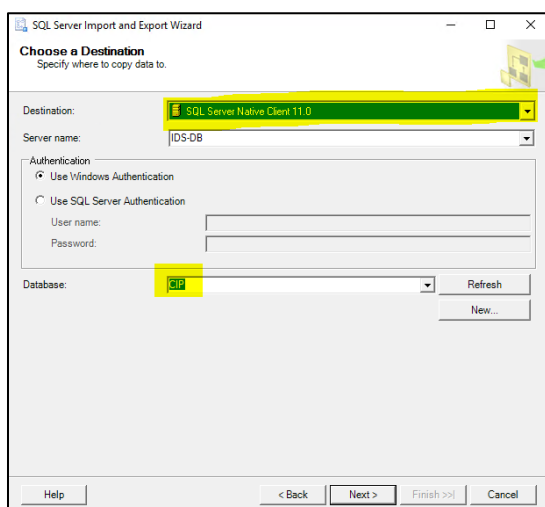 SQL Server Import and Export Wizard
Choose a Destination
Specify where to copy data to.
Destination: SQL Server Native Client 11.0
Server name: IDS-DB
Authentication
Use Windows Authentication
Use SQL Server Authentication
User name:
Password:
Database: CIP Refresh
New...
Help < Back Next > Finish >>| Cancel